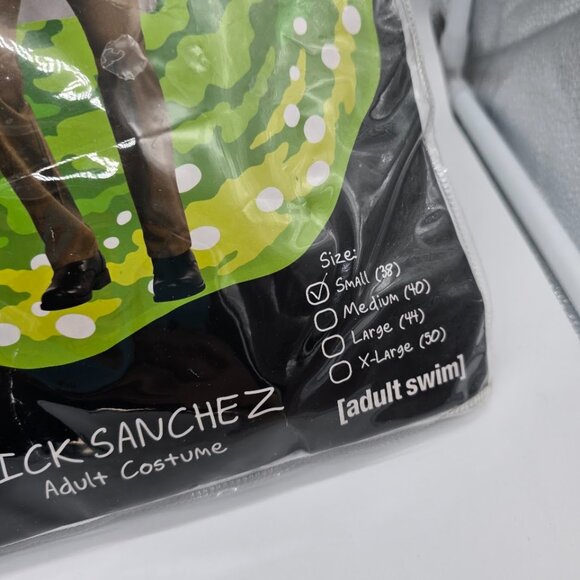 Size:
Small (38)
Medium (40)
Large (44)
X-Large (50)
[adult swim]
ICK SANCHEZ
Adult Costume